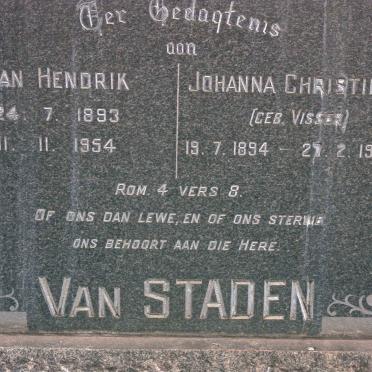 Ter Gedagtenis
aan
AN HENDRIK
24. 7. 1893
11. 11. 1954
JOHANNA CHRISTI
(GEB. VISSER)
19. 7. 1894 – 27. 2. 19
ROM. 4 VERS 8.
OF ONS DAN LEWE, EN OF ONS STERWE
ONS BEHOORT AAN DIE HERE.
VAN STADEN